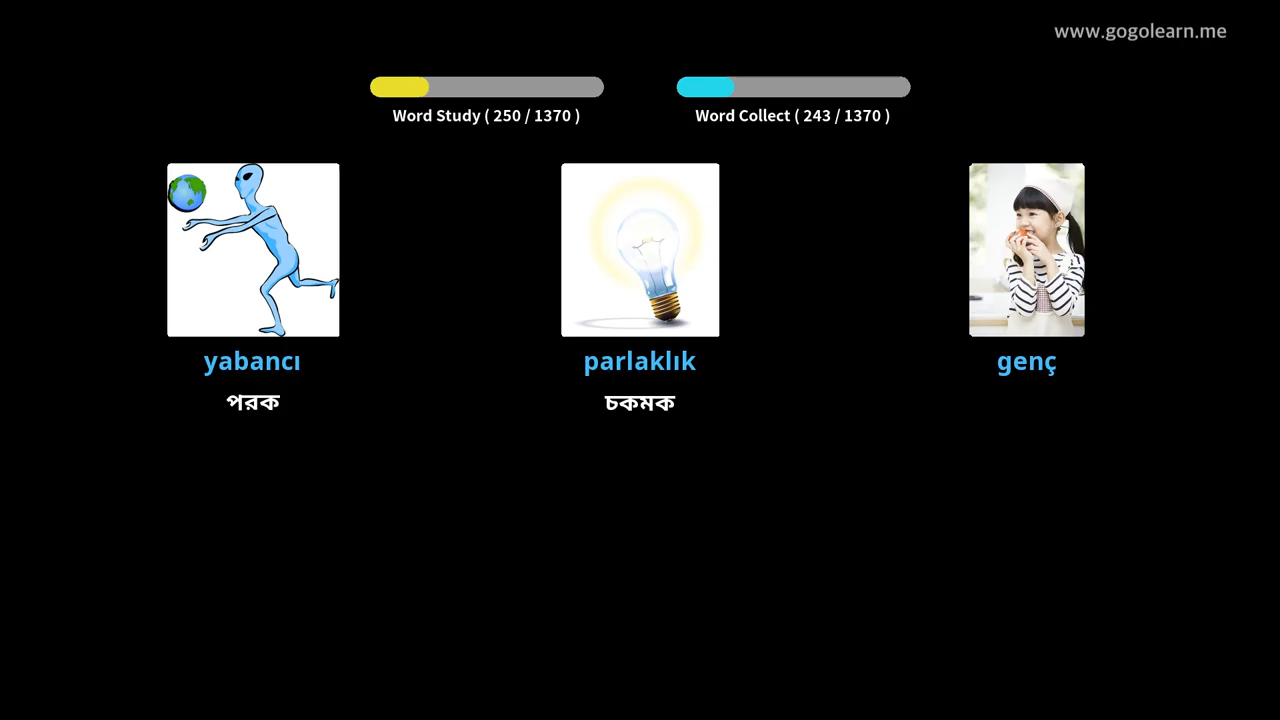 www.gogolearn.me
Word Study ( 250 / 1370 )
Word Collect ( 243 / 1370 )
yabancı
parlaklık
genç
পরক
চকমক